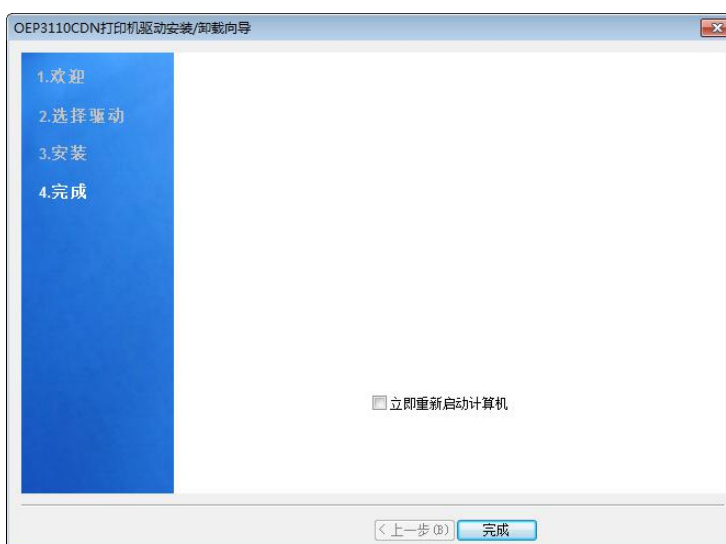 OEP3110CDN打印机驱动安装/卸载向导
1.欢迎
2.选择驱动
3.安装
4.完成
立即重新启动计算机
< 上一步(B)
完成